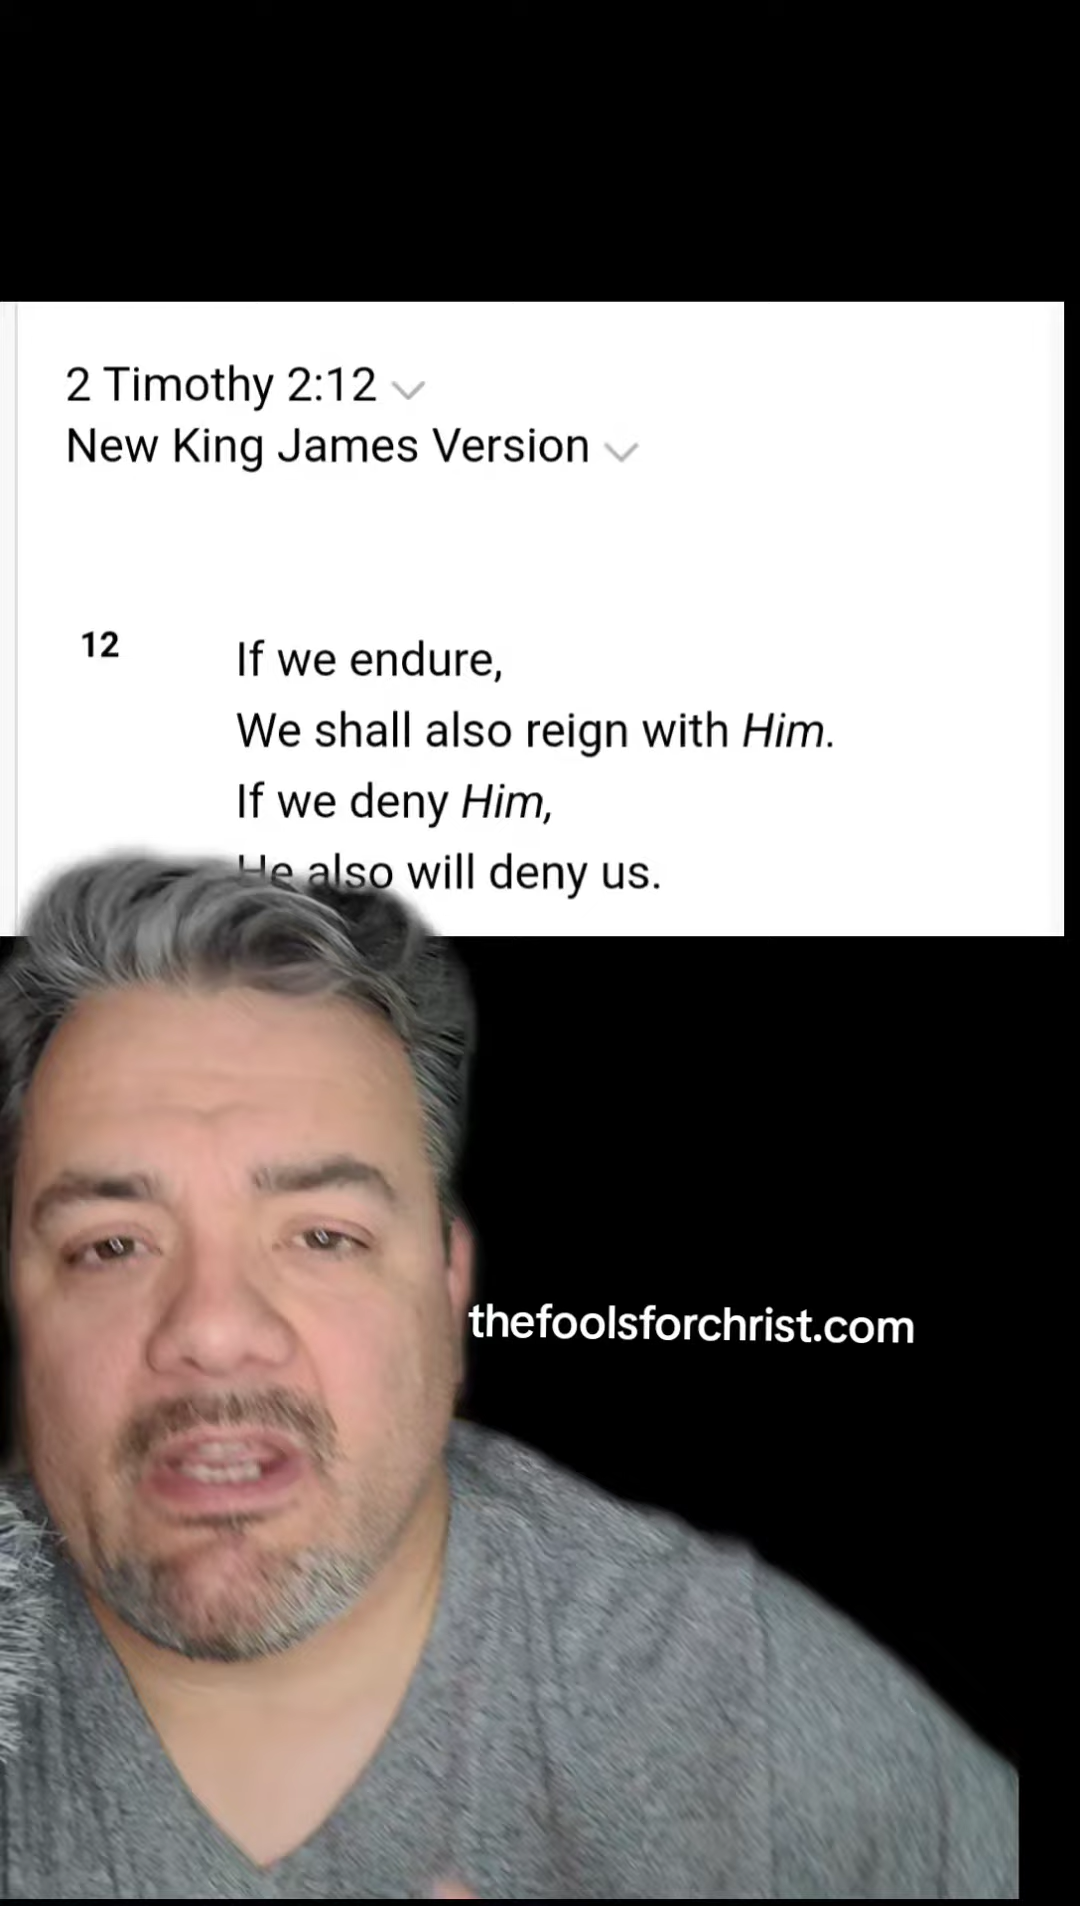 2 Timothy 2:12
New King James Version
12 If we endure,
We shall also reign with Him.
If we deny Him,
He also will deny us.
thefoolsforchrist.com